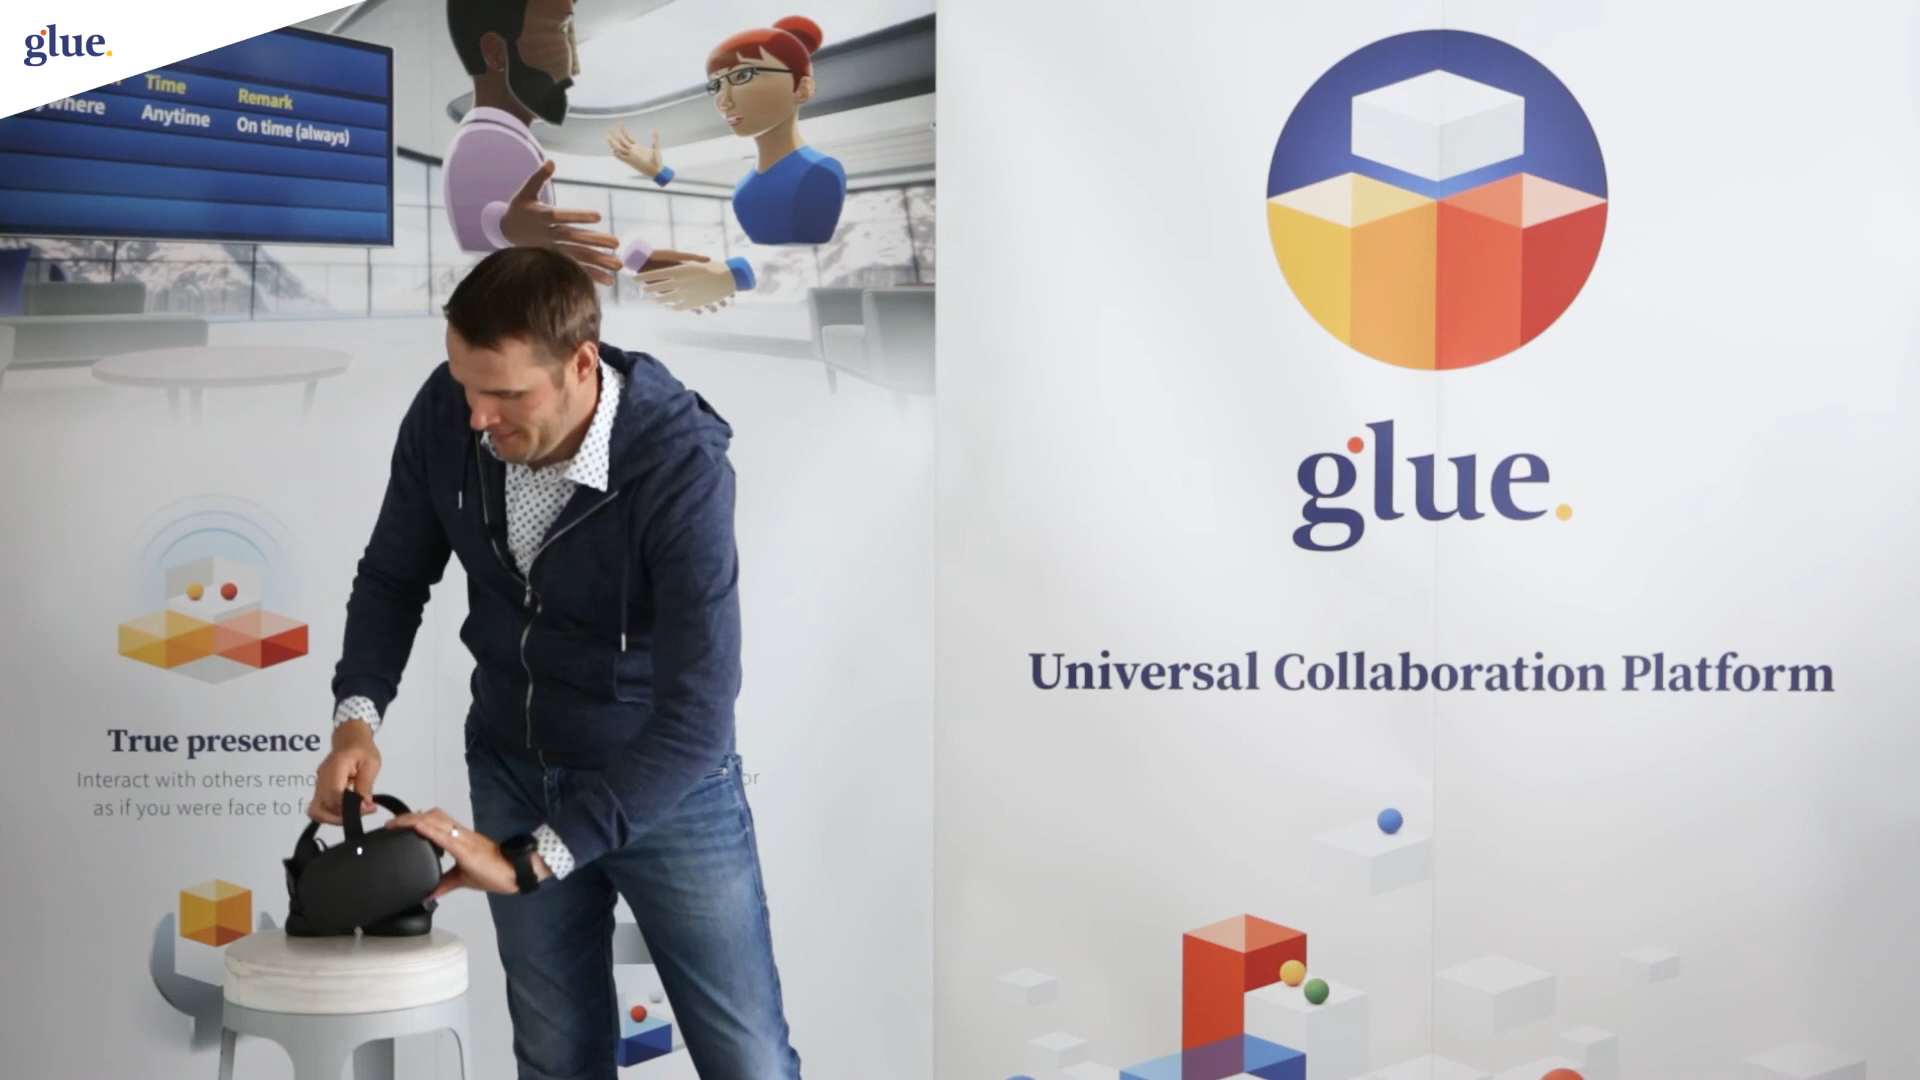 glue.
Time
Remark
Anytime
On time (always)
glue.
Universal Collaboration Platform
True presence
Interact with others
as if you were face to